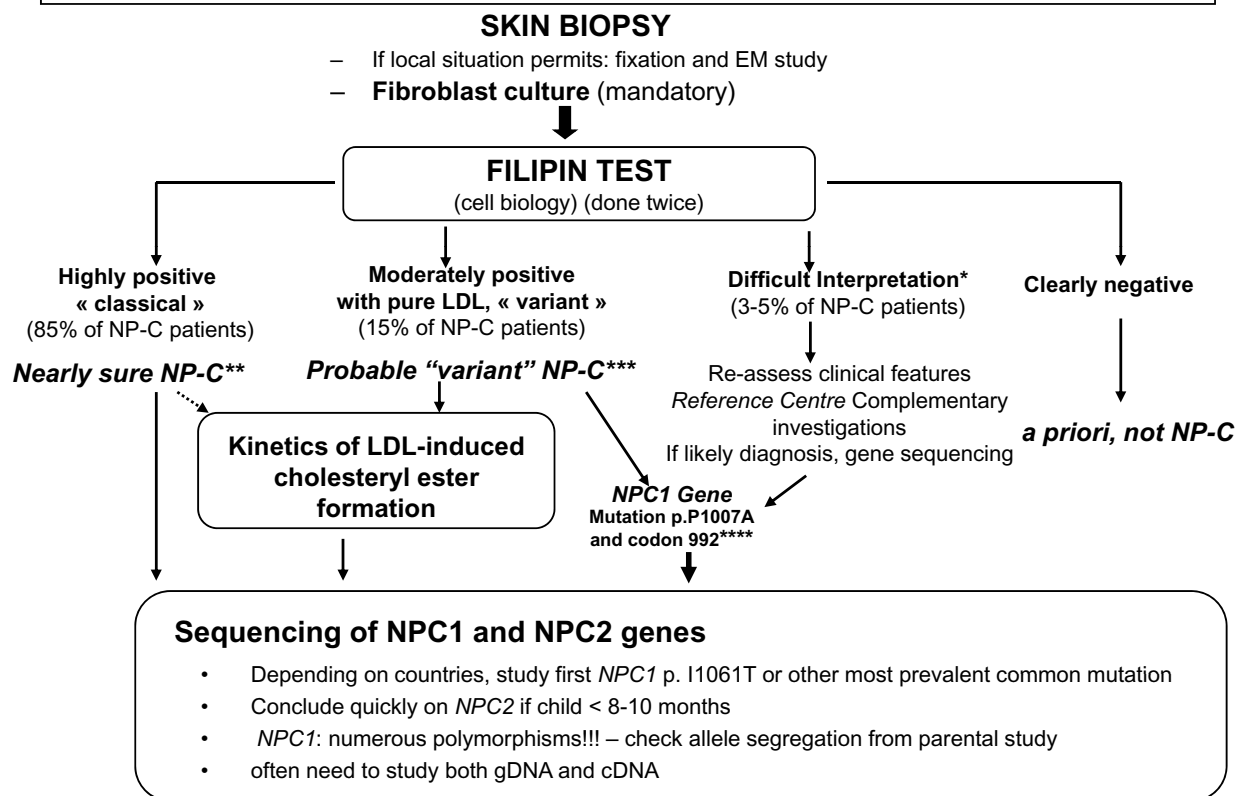 SKIN BIOPSY
– If local situation permits: fixation and EM study
– Fibroblast culture (mandatory)
FILIPIN TEST
(cell biology) (done twice)
Highly positive
« classical »
(85% of NP-C patients)
Nearly sure NP-C**
Moderately positive
with pure LDL, « variant »
(15% of NP-C patients)
Probable “variant” NP-C***
Difficult Interpretation*
(3-5% of NP-C patients)
Re-assess clinical features
Reference Centre Complementary
investigations
If likely diagnosis, gene sequencing
Clearly negative
a priori, not NP-C
Kinetics of LDL-induced
cholesteryl ester
formation
NPC1 Gene
Mutation p.P1007A
and codon 992****
Sequencing of NPC1 and NPC2 genes
• Depending on countries, study first NPC1 p. I1061T or other most prevalent common mutation
• Conclude quickly on NPC2 if child < 8-10 months
• NPC1: numerous polymorphisms!!! – check allele segregation from parental study
• often need to study both gDNA and cDNA